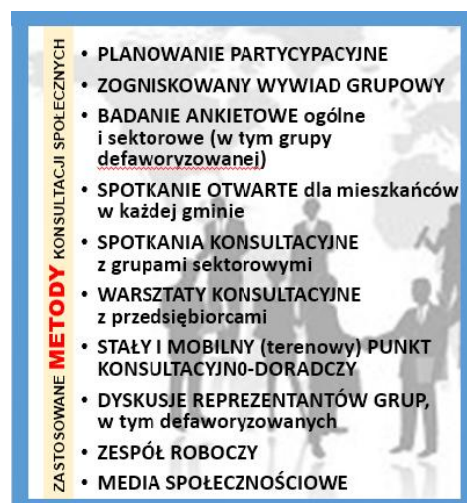 ZASTOSOWANE METODY KONSULTACJI SPOŁECZNYCH
• PLANOWANIE PARTYCYPACYJNE
• ZOGNISKOWANY WYWIAD GRUPOWY
• BADANIE ANKIETOWE ogólne
i sektorowe (w tym grupy
defaworyzowanej)
• SPOTKANIE OTWARTE dla mieszkańców
w każdej gminie
• SPOTKANIA KONSULTACYJNE
z grupami sektorowymi
• WARSZTATY KONSULTACYJNE
z przedsiębiorcami
• STAŁY I MOBILNY (terenowy) PUNKT
KONSULTACYJN0-DORADCZY
• DYSKUSJE REPREZENTANTÓW GRUP,
w tym defaworyzowanych
• ZESPÓŁ ROBOCZY
• MEDIA SPOŁECZNOŚCIOWE